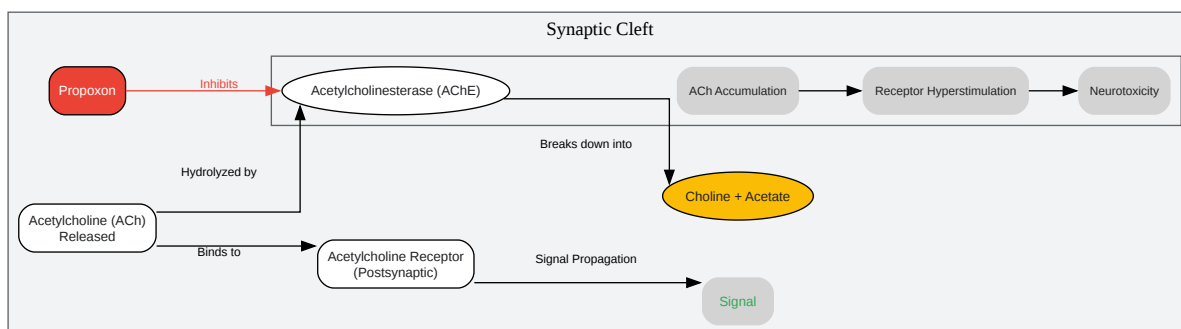 Synaptic Cleft
Propoxon
Inhibits
Acetylcholinesterase (AChE)
ACh Accumulation
Receptor Hyperstimulation
Neurotoxicity
Hydrolyzed by
Breaks down into
Choline + Acetate
Acetylcholine (ACh)
Released
Binds to
Acetylcholine Receptor
(Postsynaptic)
Signal Propagation
Signal